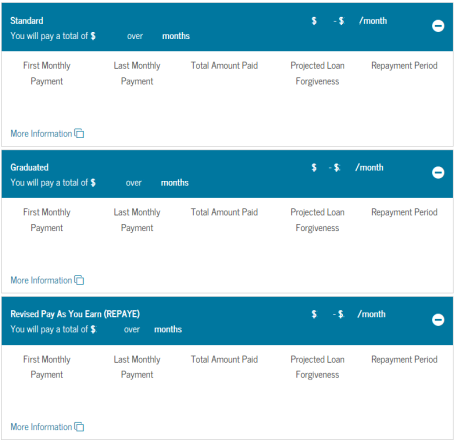 Standard $ - $ /month
You will pay a total of $ over months
First Monthly Last Monthly Total Amount Paid Projected Loan Repayment Period
Payment Payment Forgiveness
More Information
Graduated $ - $ /month
You will pay a total of $ over months
First Monthly Last Monthly Total Amount Paid Projected Loan Repayment Period
Payment Payment Forgiveness
More Information
Revised Pay As You Earn (REPAYE) $ - $ /month
You will pay a total of $ over months
First Monthly Last Monthly Total Amount Paid Projected Loan Repayment Period
Payment Payment Forgiveness
More Information